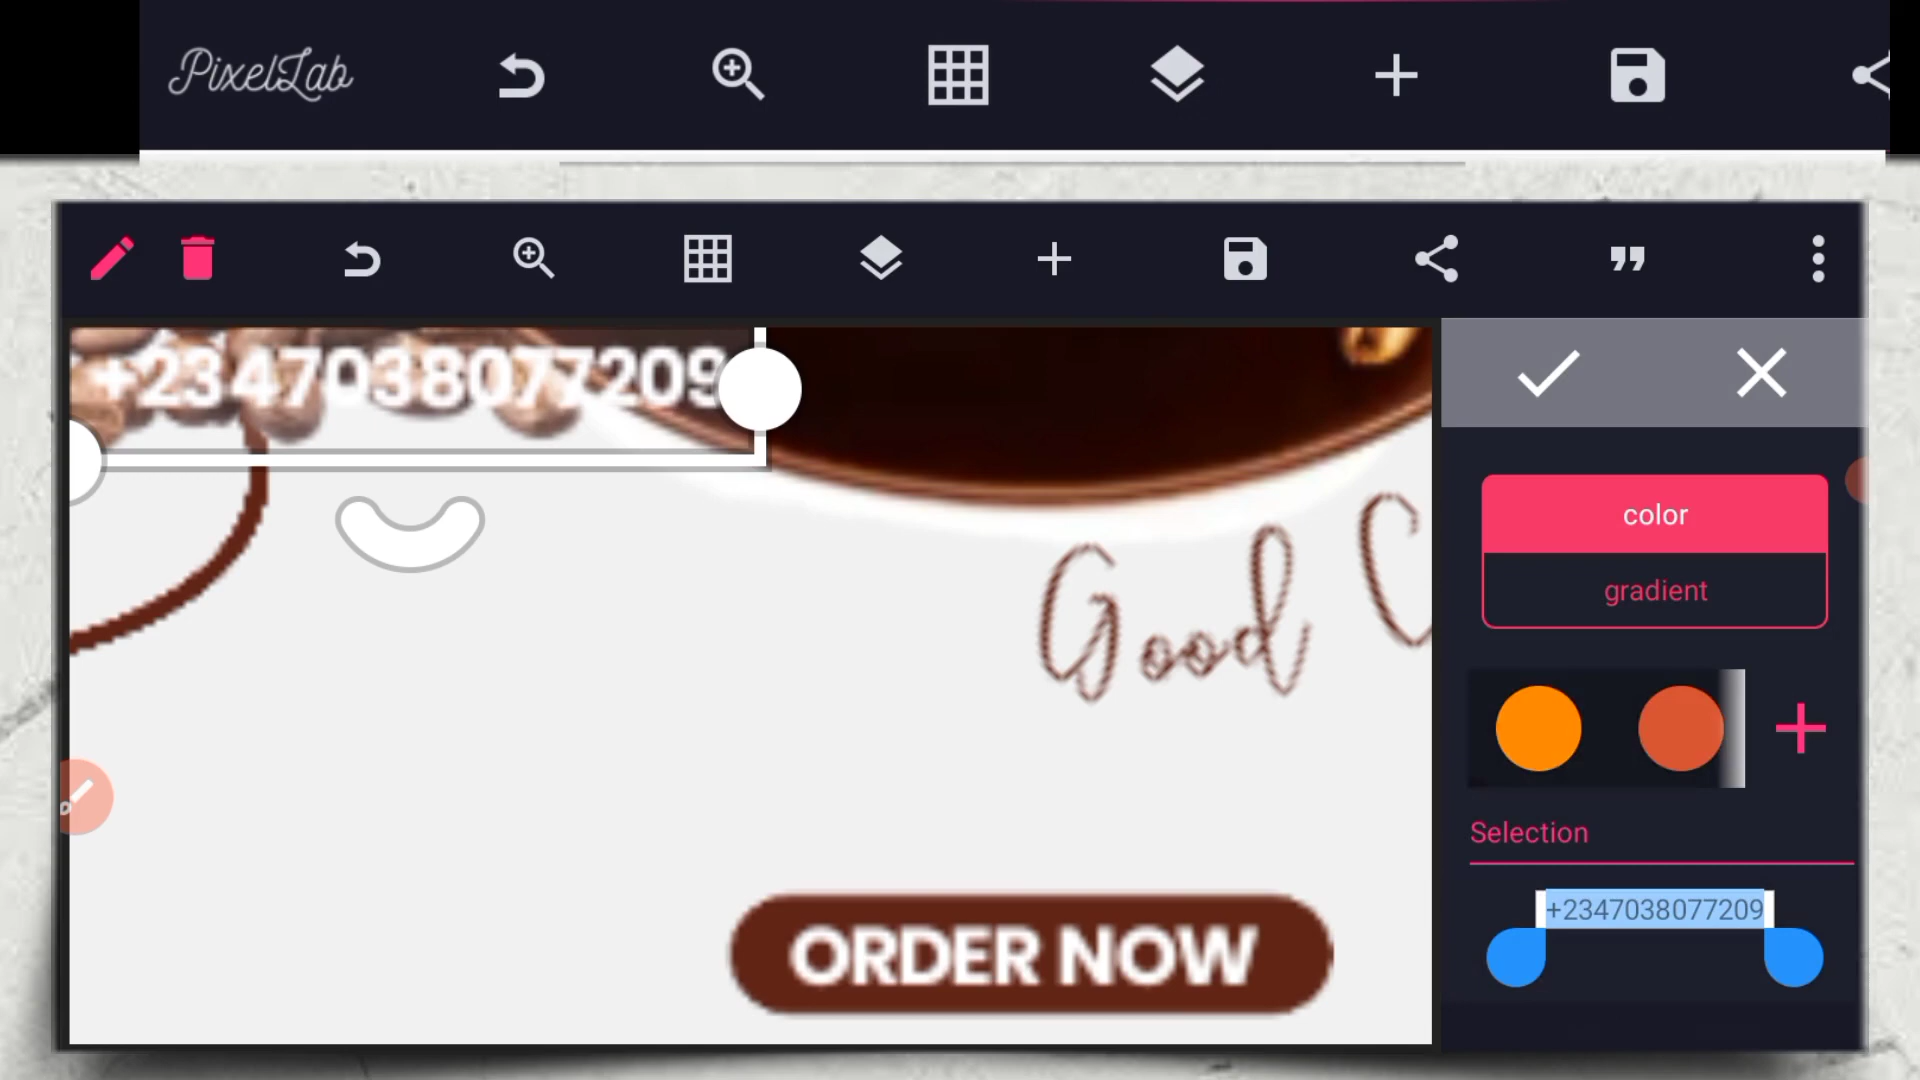 PixelLab
+2347038077209
color
gradient
Good C
Selection
+2347038077209
ORDER NOW